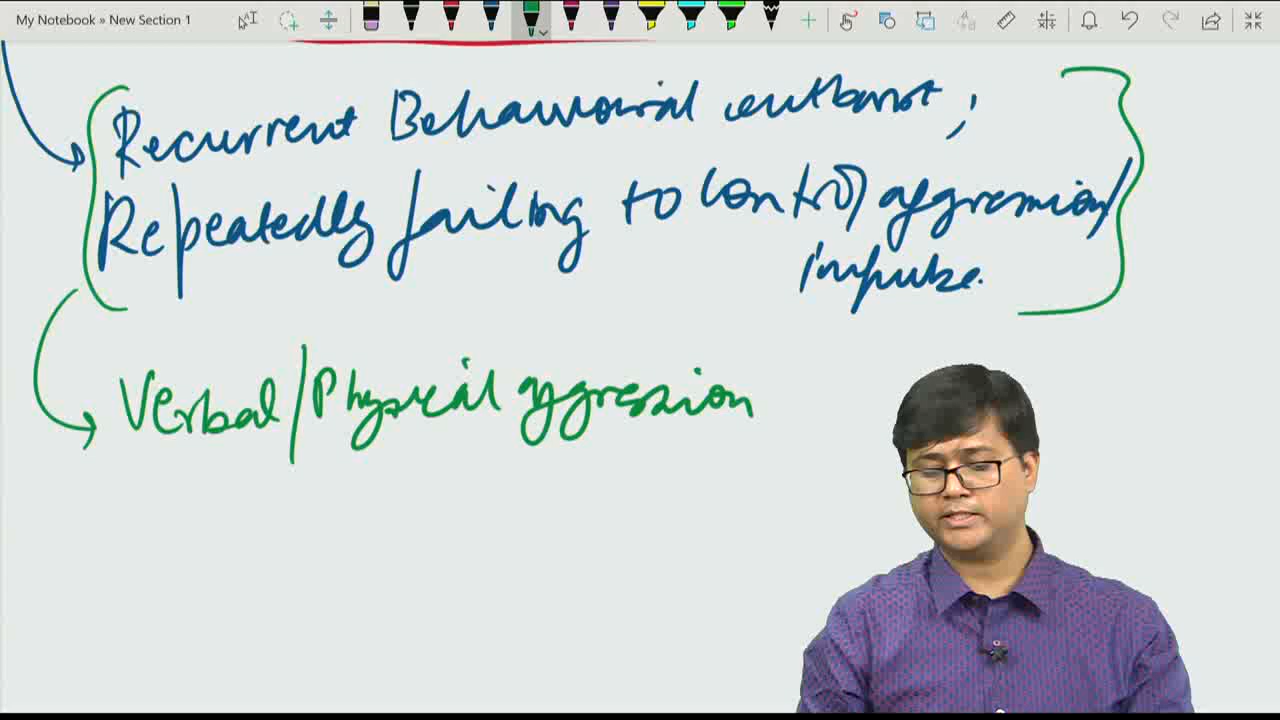 My Notebook » New Section 1
Recurrent Behavioural outburst,
Repeatedly failing to control aggression/
impulse.
Verbal/Physical aggression